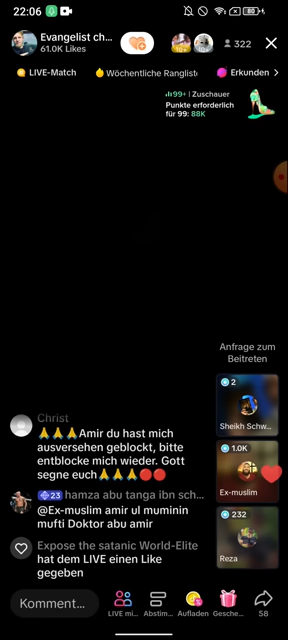 22:06
80
Evangelist ch...
61.0K Likes
10+
322
LIVE-Match
Wöchentliche Rangliste
Erkunden
99+ | Zuschauer
Punkte erforderlich
für 99: 88K
Anfrage zum
Beitreten
2
Sheikh Schw...
1.0K
Ex-muslim
232
Reza
Christ
🙏🙏🙏Amir du hast mich
ausversehen geblockt, bitte
entblocke mich wieder. Gott
segne euch🙏🙏🙏🔴🔴
23 hamza abu tanga ibn sch...
@Ex-muslim amir ul muminin
mufti Doktor abu amir
Expose the satanic World-Elite
hat dem LIVE einen Like
gegeben
Komment...
LIVE mi...
Abstim...
Aufladen
Gesche...
58